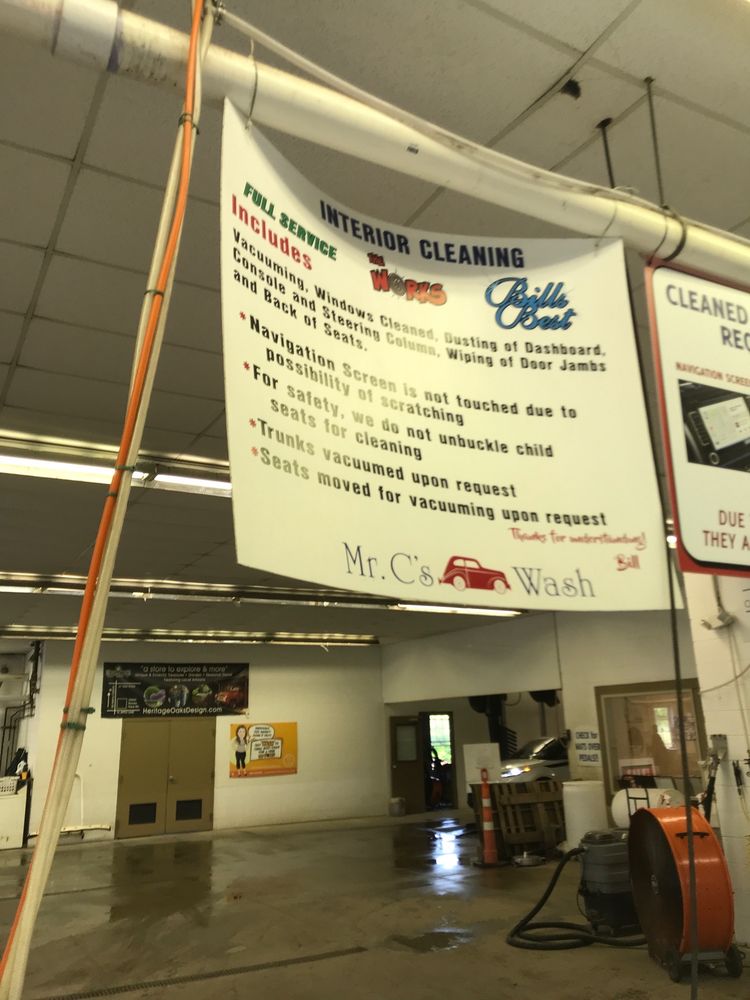 INTERIOR CLEANING
FULL SERVICE
Includes
THE WORKS
Bills Best
Vacuuming, Windows Cleaned, Dusting of Dashboard,
Console and Steering Column, Wiping of Door Jambs
and Back of Seats.
*Navigation Screen is not touched due to
possibility of scratching
*For safety, we do not unbuckle child
seats for cleaning
*Trunks vacuumed upon request
*Seats moved for vacuuming upon request
Thanks for understanding!
Bill
Mr. C's Wash
CLEANED
REQ
NAVIGATION SCREE
DUE
THEY A
"a store to explore & more"
HeritageOaksDesign.com
CHECK for
MATS OVER
PEDALS!